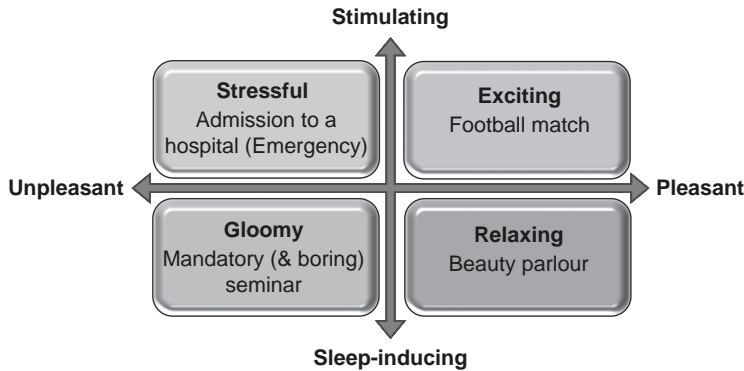 Stimulating
Stressful
Admission to a
hospital (Emergency)
Exciting
Football match
Unpleasant
Pleasant
Gloomy
Mandatory (& boring)
seminar
Relaxing
Beauty parlour
Sleep-inducing